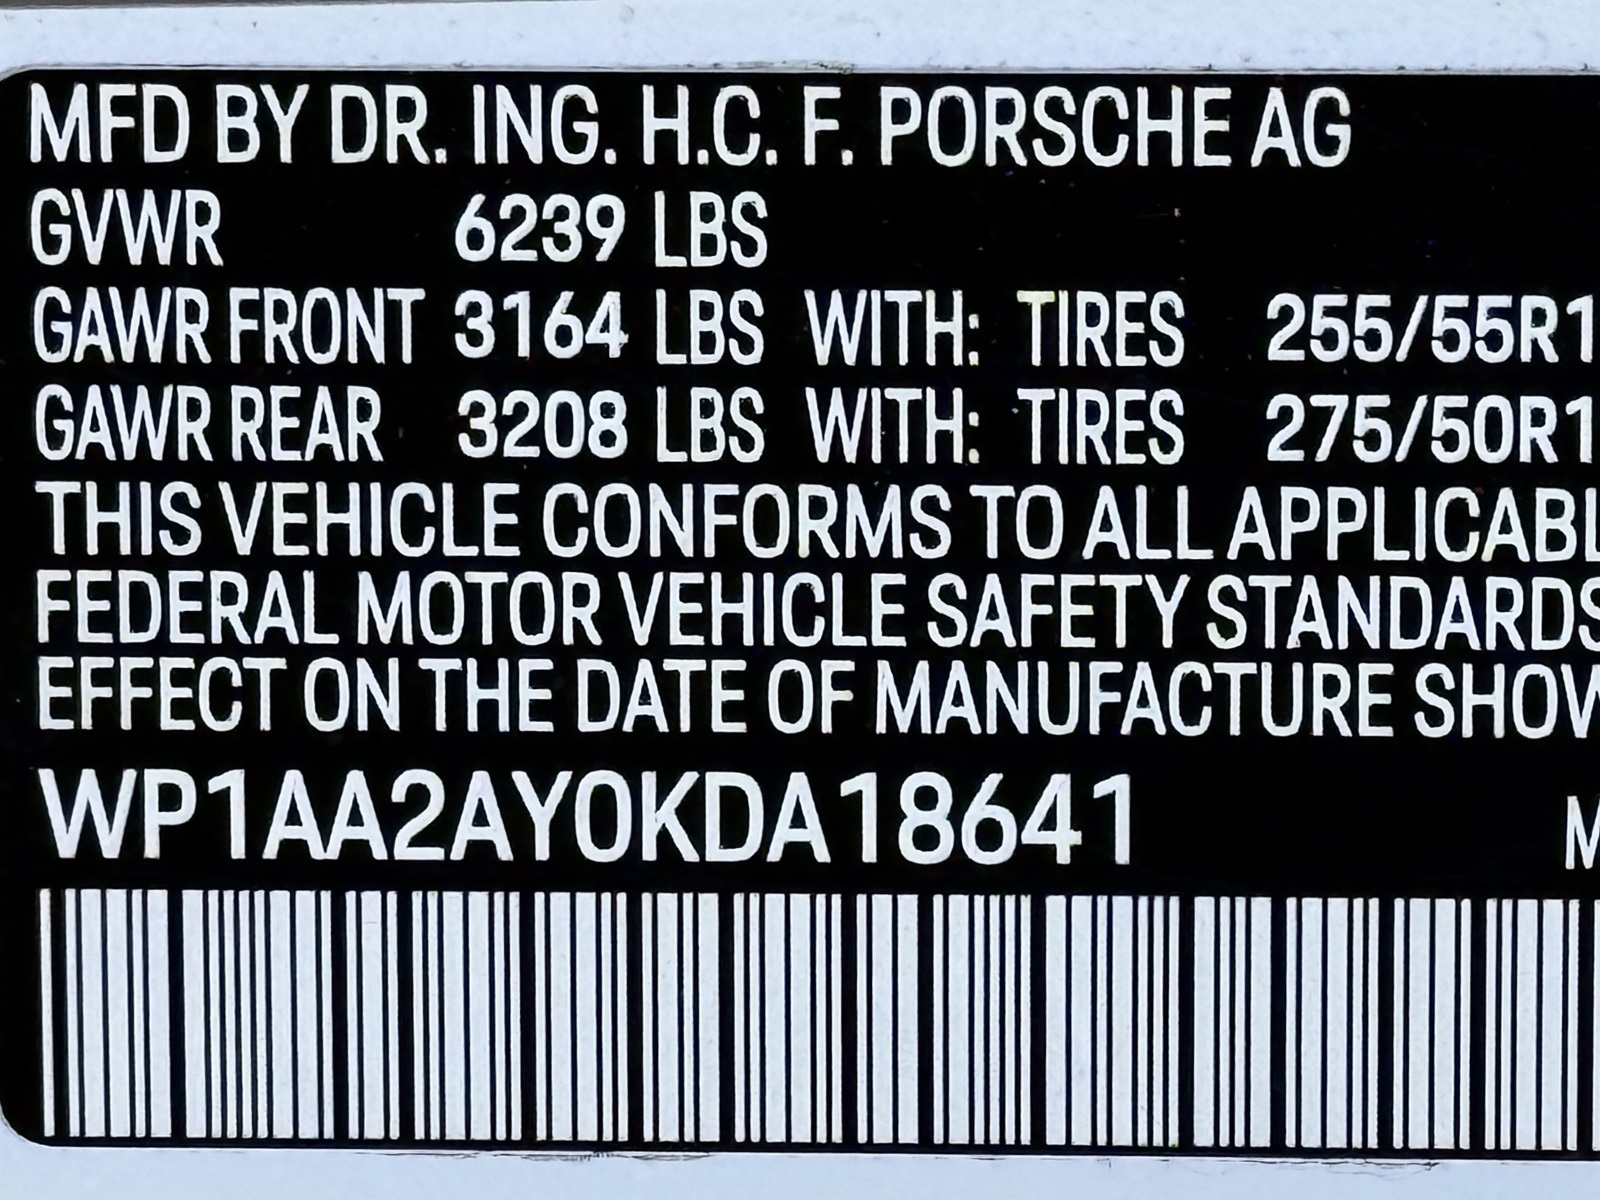 MFD BY DR. ING. H.C. F. PORSCHE AG
GVWR 6239 LBS
GAWR FRONT 3164 LBS WITH: TIRES 255/55R1
GAWR REAR 3208 LBS WITH: TIRES 275/50R1
THIS VEHICLE CONFORMS TO ALL APPLICABL
FEDERAL MOTOR VEHICLE SAFETY STANDARDS
EFFECT ON THE DATE OF MANUFACTURE SHOW
WP1AA2AY0KDA18641 M